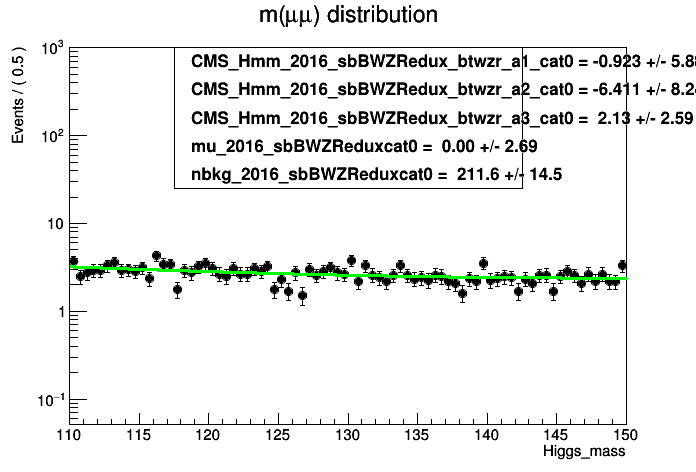 m(μμ) distribution
Events / ( 0.5 )
10³
10²
10
1
10⁻¹
CMS_Hmm_2016_sbBWZRedux_btwzr_a1_cat0 = -0.923 +/- 5.8
CMS_Hmm_2016_sbBWZRedux_btwzr_a2_cat0 = -6.411 +/- 8.2
CMS_Hmm_2016_sbBWZRedux_btwzr_a3_cat0 = 2.13 +/- 2.59
mu_2016_sbBWZReduxcat0 = 0.00 +/- 2.69
nbkg_2016_sbBWZReduxcat0 = 211.6 +/- 14.5
110 115 120 125 130 135 140 145 150
Higgs_mass